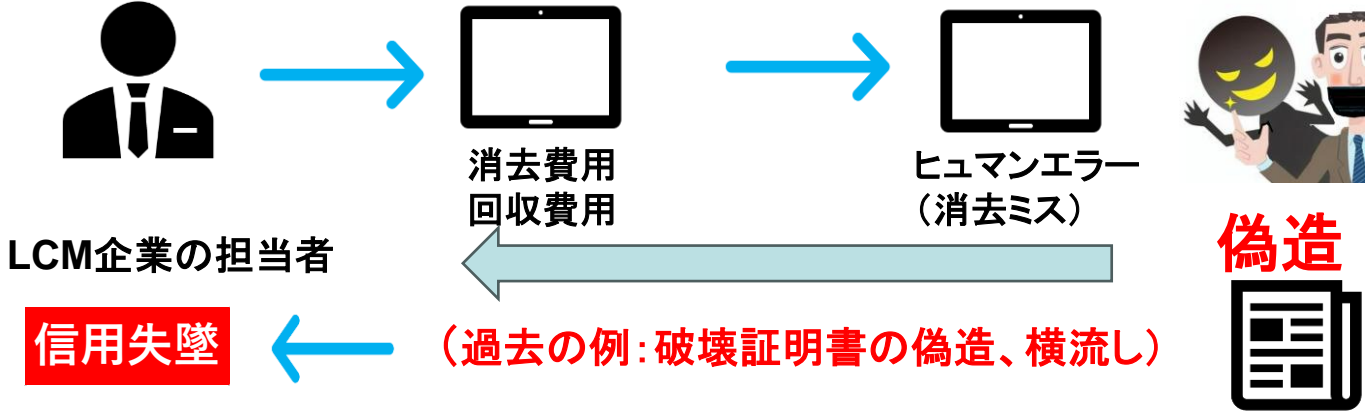 消去費用
回収費用
ヒュマンエラー
（消去ミス）
偽造
LCM企業の担当者
信用失墜
（過去の例：破壊証明書の偽造、横流し）